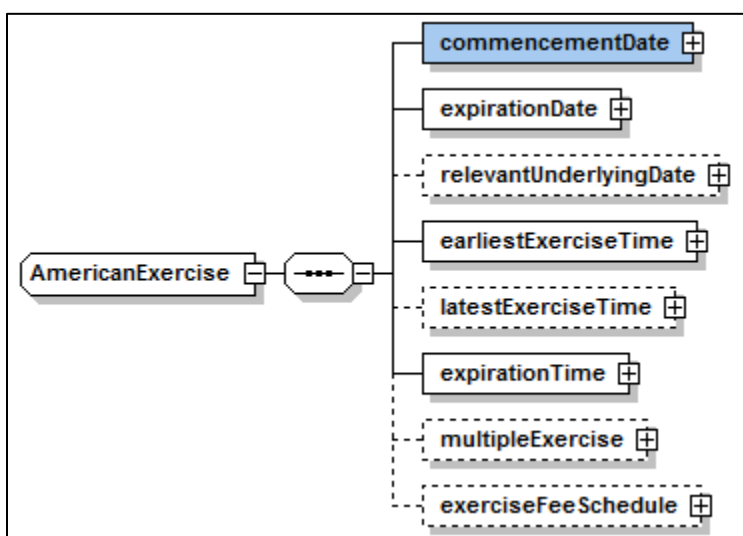 commencementDate
expirationDate
relevantUnderlyingDate
earliestExerciseTime
AmericanExercise
latestExerciseTime
expirationTime
multipleExercise
exerciseFeeSchedule